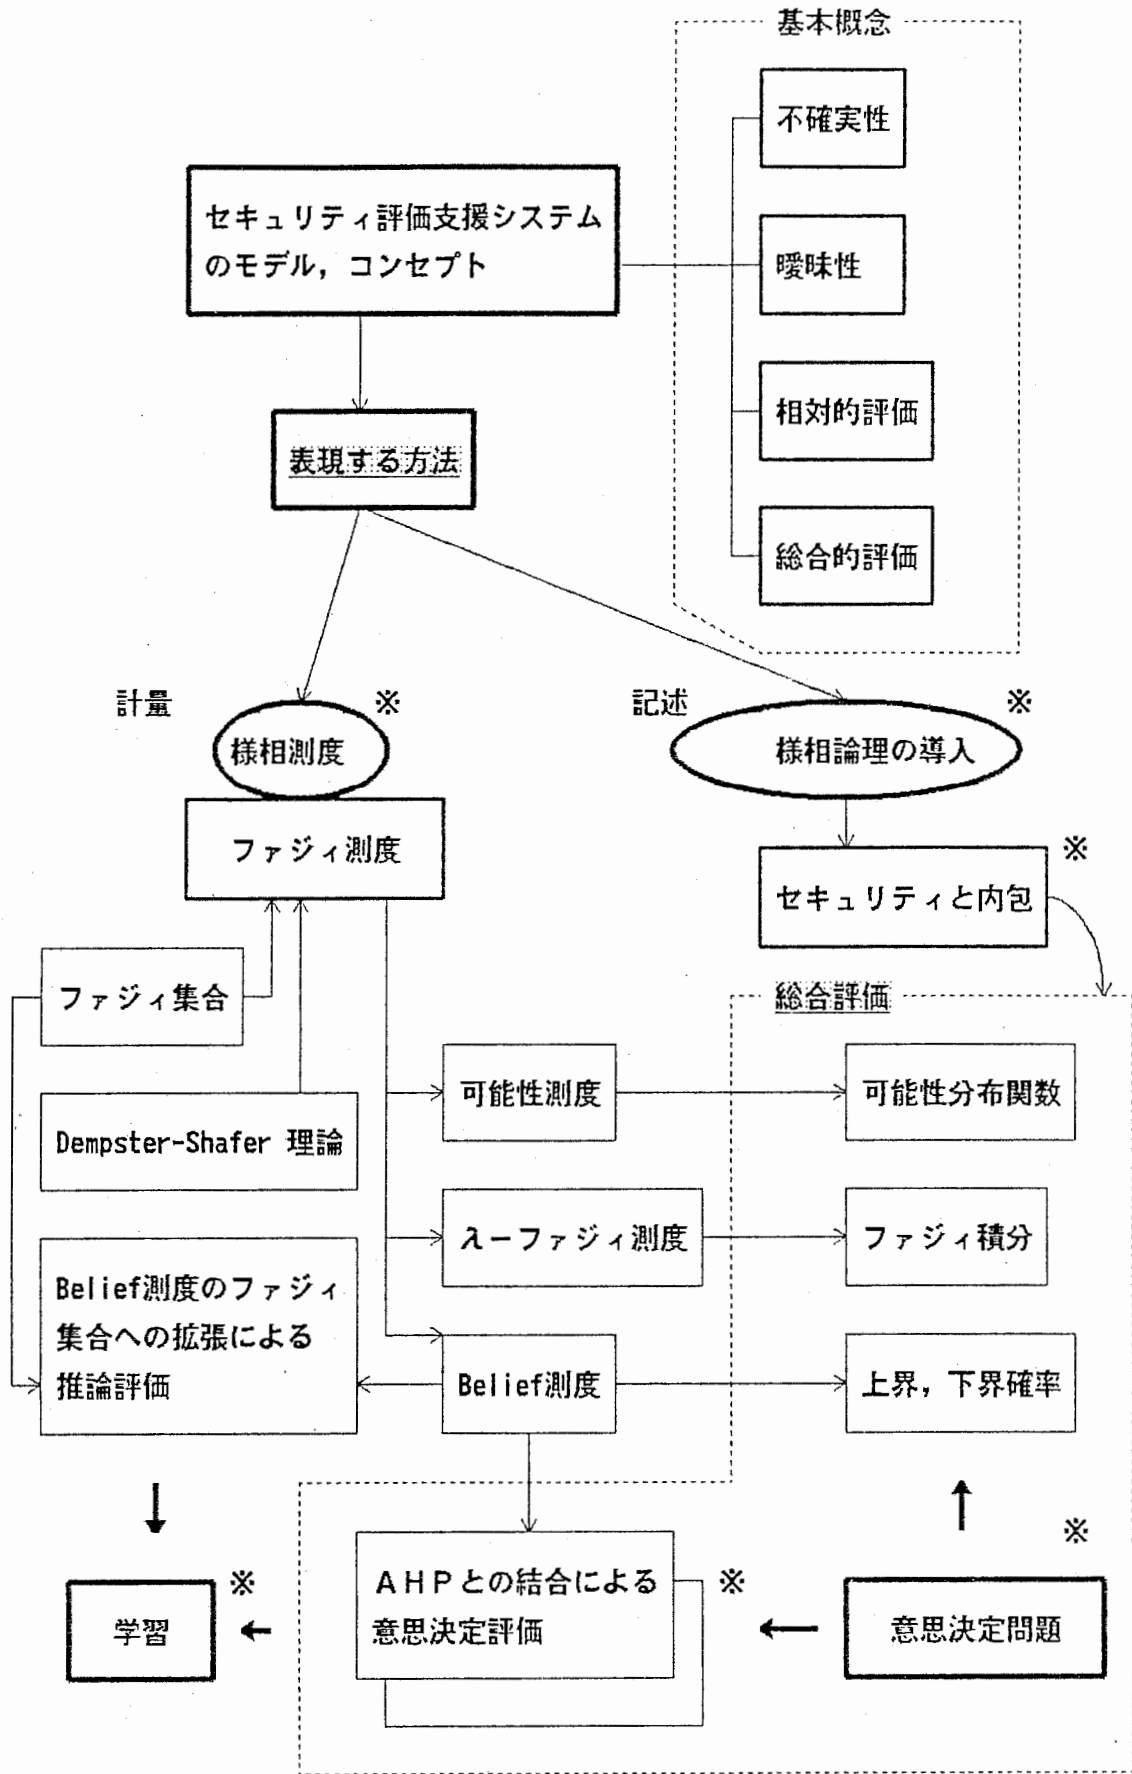 基本概念
不確実性
セキュリティ評価支援システム
のモデル，コンセプト
曖昧性
相対的評価
表現する方法
総合的評価
計量
※
様相測度
記述
※
様相論理の導入
ファジィ測度
※
セキュリティと内包
ファジィ集合
総合評価
可能性測度
可能性分布関数
Dempster-Shafer 理論
λーファジィ測度
ファジィ積分
Belief測度のファジィ
集合への拡張による
推論評価
Belief測度
上界，下界確率
※
学習
※
ＡＨＰとの結合による
意思決定評価
※
※
意思決定問題